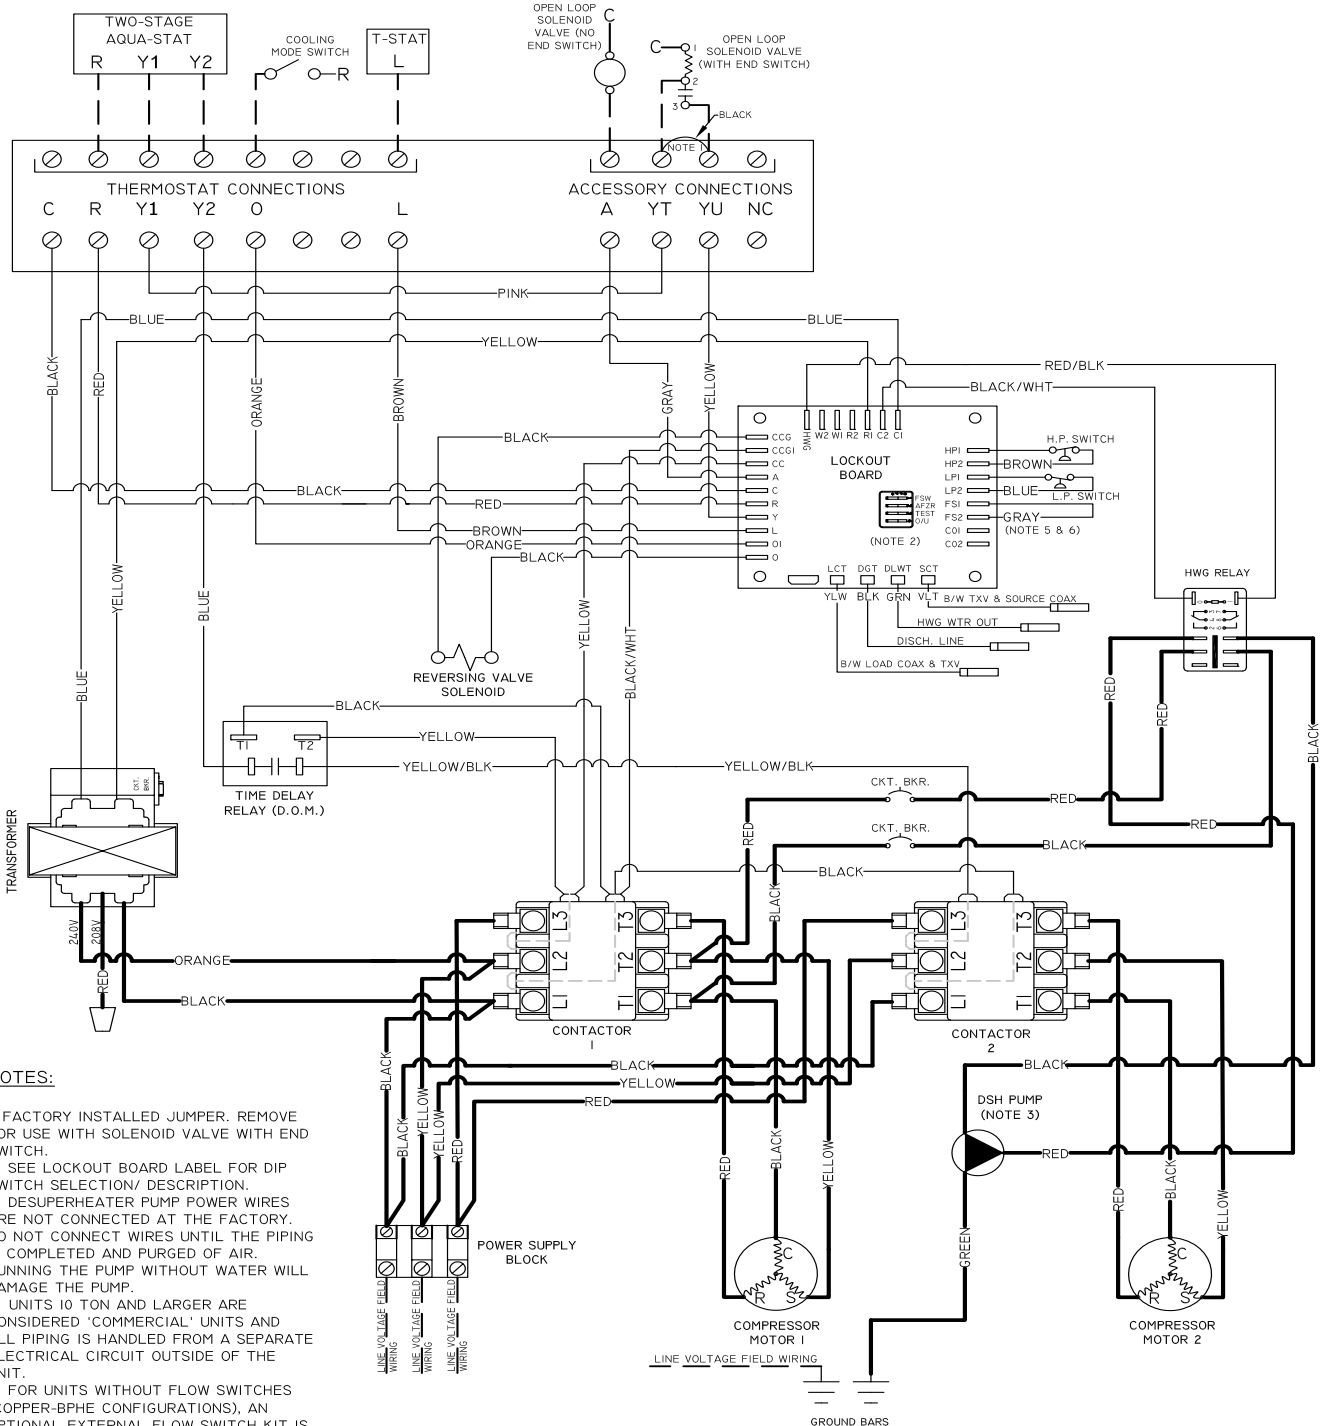 TWO-STAGE
AQUA-STAT
R Y1 Y2
COOLING
MODE SWITCH
R
T-STAT
L
OPEN LOOP
SOLENOID
VALVE (NO
END SWITCH)
C
C
1
2
3
OPEN LOOP
SOLENOID VALVE
(WITH END SWITCH)
BLACK
NOTE 1
THERMOSTAT CONNECTIONS
ACCESSORY CONNECTIONS
C R Y1 Y2 O L
A YT YU NC
PINK
BLUE
BLUE
YELLOW
BLACK
RED
ORANGE
BROWN
GRAY
YELLOW
RED/BLK
BLACK/WHT
BLACK
BLACK
RED
BROWN
ORANGE
BLACK
HWG W2 W1 R2 R1 C2 C1
CCG
CCG1
CC
A
C
R
Y
L
O1
O
LOCKOUT
BOARD
FSW
AFZR
TEST
O/U
(NOTE 2)
HP1
HP2
LP1
LP2
FS1
FS2
CO1
CO2
H.P. SWITCH
BROWN
BLUE
L.P. SWITCH
GRAY
(NOTE 5 & 6)
LCT DGT DLWT SCT
YLW BLK GRN VLT
B/W TXV & SOURCE COAX
HWG WTR OUT
DISCH. LINE
B/W LOAD COAX & TXV
HWG RELAY
YELLOW
BLUE
BLUE
YELLOW
BLACK/WHT
REVERSING VALVE
SOLENOID
BLACK
T1 T2
YELLOW
YELLOW/BLK
YELLOW/BLK
TIME DELAY
RELAY (D.O.M.)
CKT. BKR.
TRANSFORMER
240V
208V
RED
ORANGE
BLACK
CKT. BKR.
RED
CKT. BKR.
BLACK
RED
RED
RED
BLACK
RED
BLACK
BLACK
L3 T3
L2 T2
L1 T1
CONTACTOR
1
L3 T3
L2 T2
L1 T1
CONTACTOR
2
BLACK
YELLOW
RED
BLACK
BLACK
YELLOW
YELLOW
RED
POWER SUPPLY
BLOCK
LINE VOLTAGE FIELD
WIRING
LINE VOLTAGE FIELD
WIRING
LINE VOLTAGE FIELD
WIRING
RED
BLACK
YELLOW
C
R S
COMPRESSOR
MOTOR 1
LINE VOLTAGE FIELD WIRING
GROUND BARS
BLACK
DSH PUMP
(NOTE 3)
RED
GREEN
RED
BLACK
YELLOW
C
R S
COMPRESSOR
MOTOR 2
OTES:
FACTORY INSTALLED JUMPER. REMOVE
OR USE WITH SOLENOID VALVE WITH END
WITCH.
SEE LOCKOUT BOARD LABEL FOR DIP
WITCH SELECTION/ DESCRIPTION.
DESUPERHEATER PUMP POWER WIRES
RE NOT CONNECTED AT THE FACTORY.
O NOT CONNECT WIRES UNTIL THE PIPING
COMPLETED AND PURGED OF AIR.
UNNING THE PUMP WITHOUT WATER WILL
AMAGE THE PUMP.
UNITS 10 TON AND LARGER ARE
ONSIDERED 'COMMERCIAL' UNITS AND
LL PIPING IS HANDLED FROM A SEPARATE
LECTRICAL CIRCUIT OUTSIDE OF THE
NIT.
FOR UNITS WITHOUT FLOW SWITCHES
COPPER-BPHE CONFIGURATIONS), AN
PTIONAL EXTERNAL FLOW SWITCH KIT IS